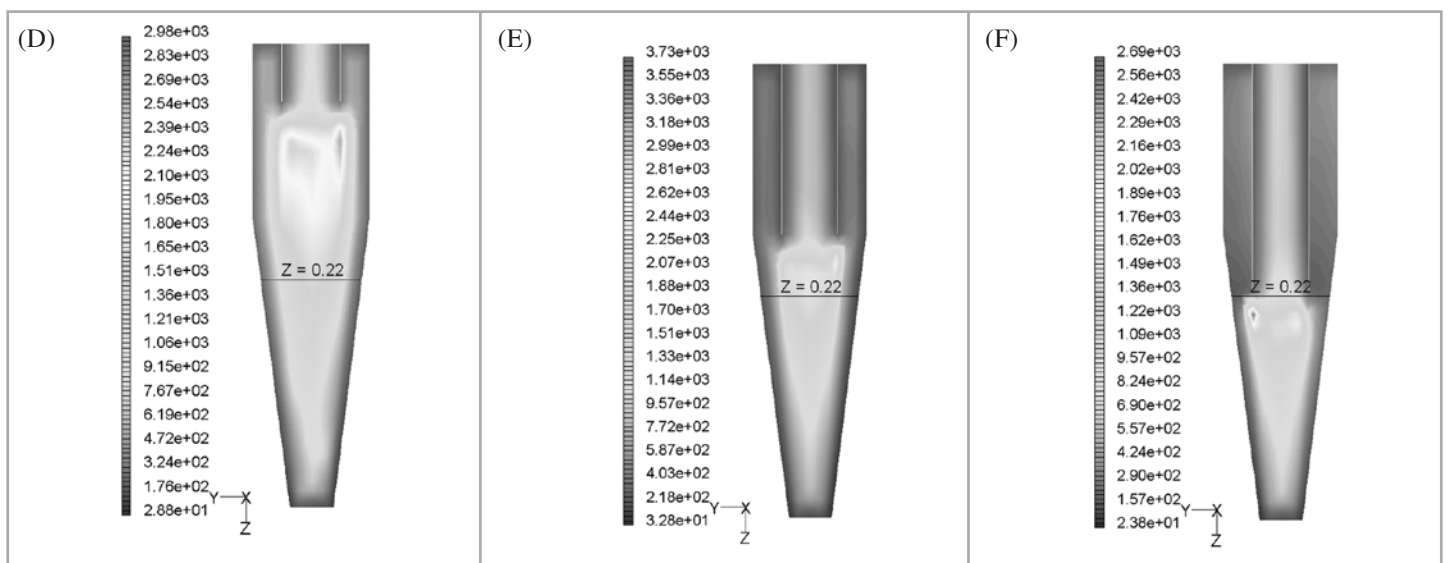 (D)
2.98e+03
2.83e+03
2.69e+03
2.54e+03
2.39e+03
2.24e+03
2.10e+03
1.95e+03
1.80e+03
1.65e+03
1.51e+03
1.36e+03
1.21e+03
1.06e+03
9.15e+02
7.67e+02
6.19e+02
4.72e+02
3.24e+02
1.76e+02
2.88e+01
Z = 0.22
Y X
Z
(E)
3.73e+03
3.55e+03
3.36e+03
3.18e+03
2.99e+03
2.81e+03
2.62e+03
2.44e+03
2.25e+03
2.07e+03
1.88e+03
1.70e+03
1.51e+03
1.33e+03
1.14e+03
9.57e+02
7.72e+02
5.87e+02
4.03e+02
2.18e+02
3.28e+01
Z = 0.22
Y X
Z
(F)
2.69e+03
2.56e+03
2.42e+03
2.29e+03
2.16e+03
2.02e+03
1.89e+03
1.76e+03
1.62e+03
1.49e+03
1.36e+03
1.22e+03
1.09e+03
9.57e+02
8.24e+02
6.90e+02
5.57e+02
4.24e+02
2.90e+02
1.57e+02
2.38e+01
Z = 0.22
Y X
Z